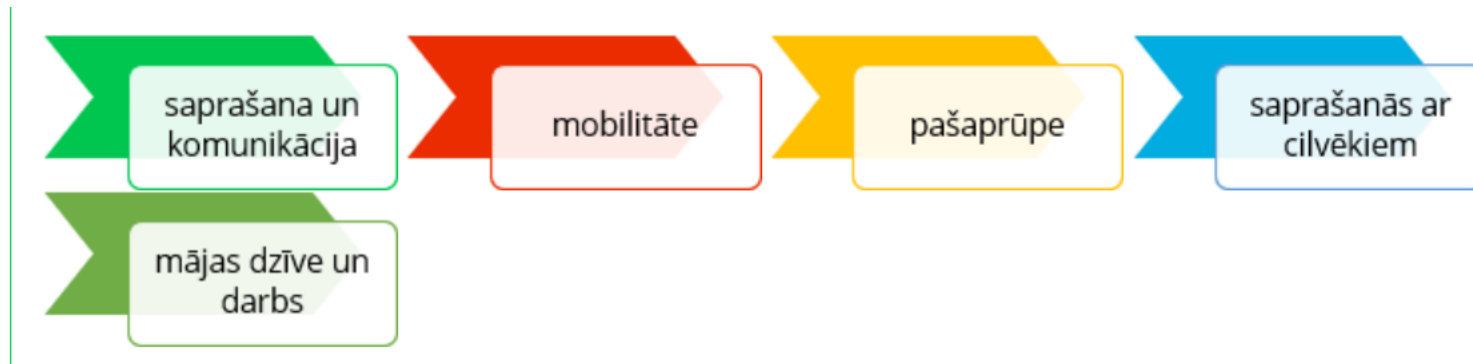 saprašana un
komunikācija
mobilitāte
pašaprūpe
saprašanās ar
cilvēkiem
mājas dzīve un
darbs